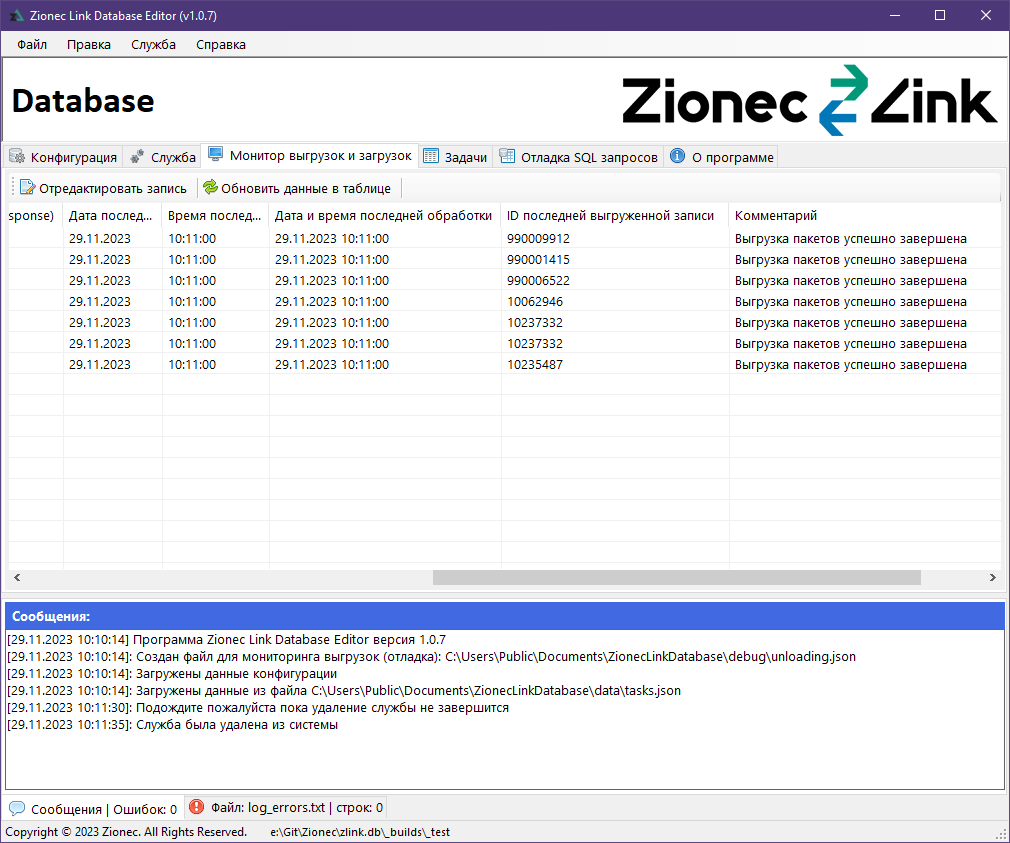 Zionec Link Database Editor (v1.0.7)
Файл Правка Служба Справка
Database Zionec Link
Конфигурация Служба Монитор выгрузок и загрузок Задачи Отладка SQL запросов О программе
Отредактировать запись Обновить данные в таблице
sponse) Дата послед... Время послед... Дата и время последней обработки ID последней выгруженной записи Комментарий
29.11.2023 10:11:00 29.11.2023 10:11:00 990009912 Выгрузка пакетов успешно завершена
29.11.2023 10:11:00 29.11.2023 10:11:00 990001415 Выгрузка пакетов успешно завершена
29.11.2023 10:11:00 29.11.2023 10:11:00 990006522 Выгрузка пакетов успешно завершена
29.11.2023 10:11:00 29.11.2023 10:11:00 10062946 Выгрузка пакетов успешно завершена
29.11.2023 10:11:00 29.11.2023 10:11:00 10237332 Выгрузка пакетов успешно завершена
29.11.2023 10:11:00 29.11.2023 10:11:00 10237332 Выгрузка пакетов успешно завершена
29.11.2023 10:11:00 29.11.2023 10:11:00 10235487 Выгрузка пакетов успешно завершена
Сообщения:
[29.11.2023 10:10:14] Программа Zionec Link Database Editor версия 1.0.7
[29.11.2023 10:10:14]: Создан файл для мониторинга выгрузок (отладка): C:\Users\Public\Documents\ZionecLinkDatabase\debug\unloading.json
[29.11.2023 10:10:14]: Загружены данные конфигурации
[29.11.2023 10:10:14]: Загружены данные из файла C:\Users\Public\Documents\ZionecLinkDatabase\data\tasks.json
[29.11.2023 10:11:30]: Подождите пожалуйста пока удаление службы не завершится
[29.11.2023 10:11:35]: Служба была удалена из системы
Сообщения | Ошибок: 0 Файл: log_errors.txt | строк: 0
Copyright © 2023 Zionec. All Rights Reserved. e:\Git\Zionec\zlink.db\_builds\_test